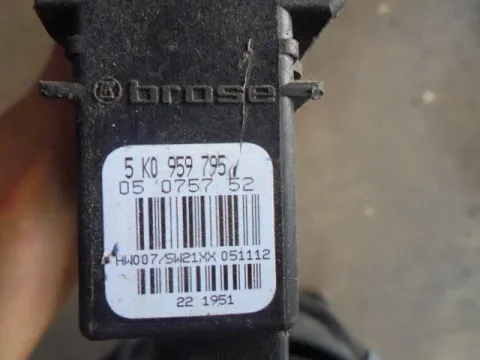 brose
5 K0 959 795
05 0757 52
HW007/SW21XX 051112
22 1951